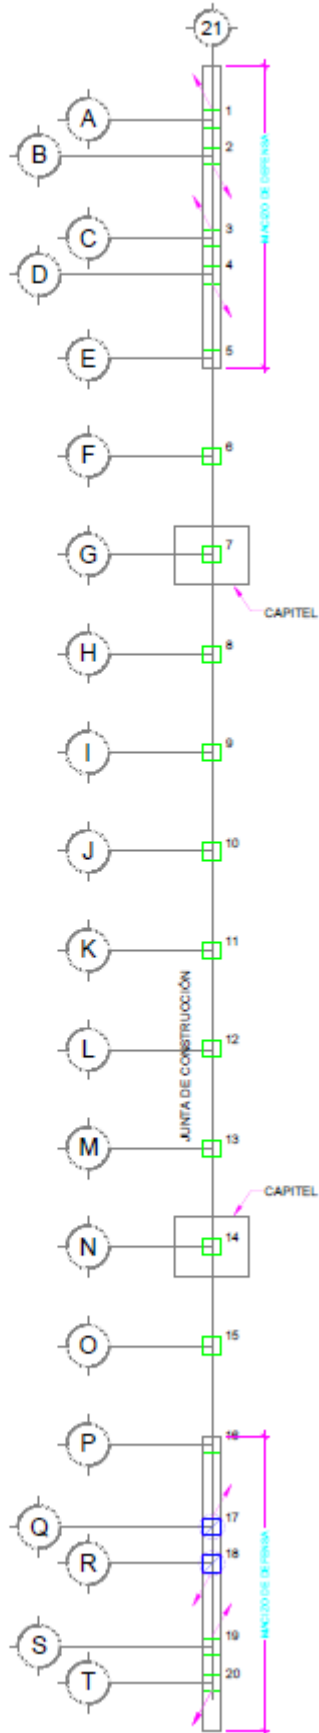 21
A
1
B
2
MACIZO DE DEFENSA
C
3
D
4
E
5
F
6
G
7
CAPITEL
H
8
I
9
J
10
K
11
JUNTA DE CONSTRUCCIÓN
L
12
M
13
CAPITEL
N
14
O
15
P
16
Q
17
R
18
MACIZO DE DEFENSA
S
19
T
20